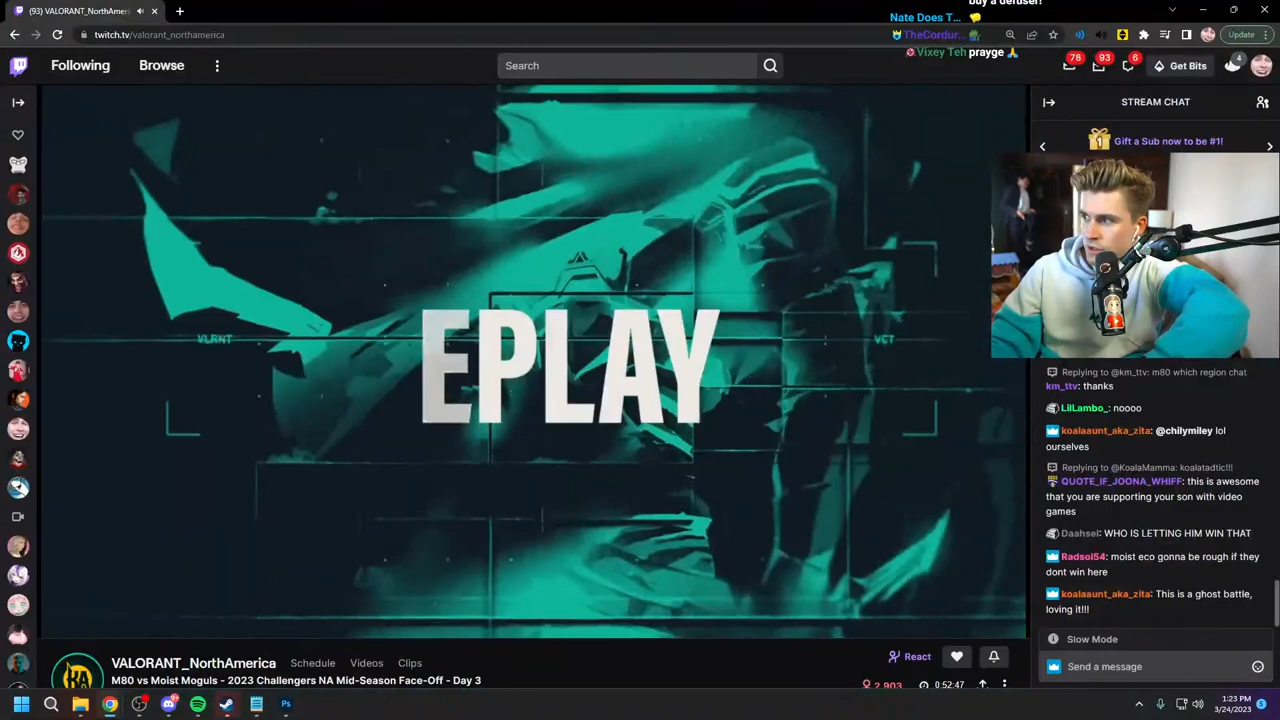 (93) VALORANT_NorthAmeri
buy a defuser!
Nate Does T...
TheCordur...
Vixey Teh prayge 🙏
twitch.tv/valorant_northamerica
Update
Following
Browse
Search
78
93
6
Get Bits
4
STREAM CHAT
1
Gift a Sub now to be #1!
VLRNT
EPLAY
VCT
Replying to @km_ttv: m80 which region chat
km_ttv: thanks
LilLambo_: noooo
koalaaunt_aka_zita: @chilymiley lol
ourselves
Replying to @KoalaMamma: koalatadtic!!!
QUOTE_IF_JOONA_WHIFF: this is awesome
that you are supporting your son with video
games
Daahsei: WHO IS LETTING HIM WIN THAT
Radsol54: moist eco gonna be rough if they
dont win here
koalaaunt_aka_zita: This is a ghost battle,
loving it!!!
Slow Mode
Send a message
VALORANT_NorthAmerica
Schedule
Videos
Clips
React
M80 vs Moist Moguls - 2023 Challengers NA Mid-Season Face-Off - Day 3
2,903
0:52:47
1:23 PM
3/24/2023